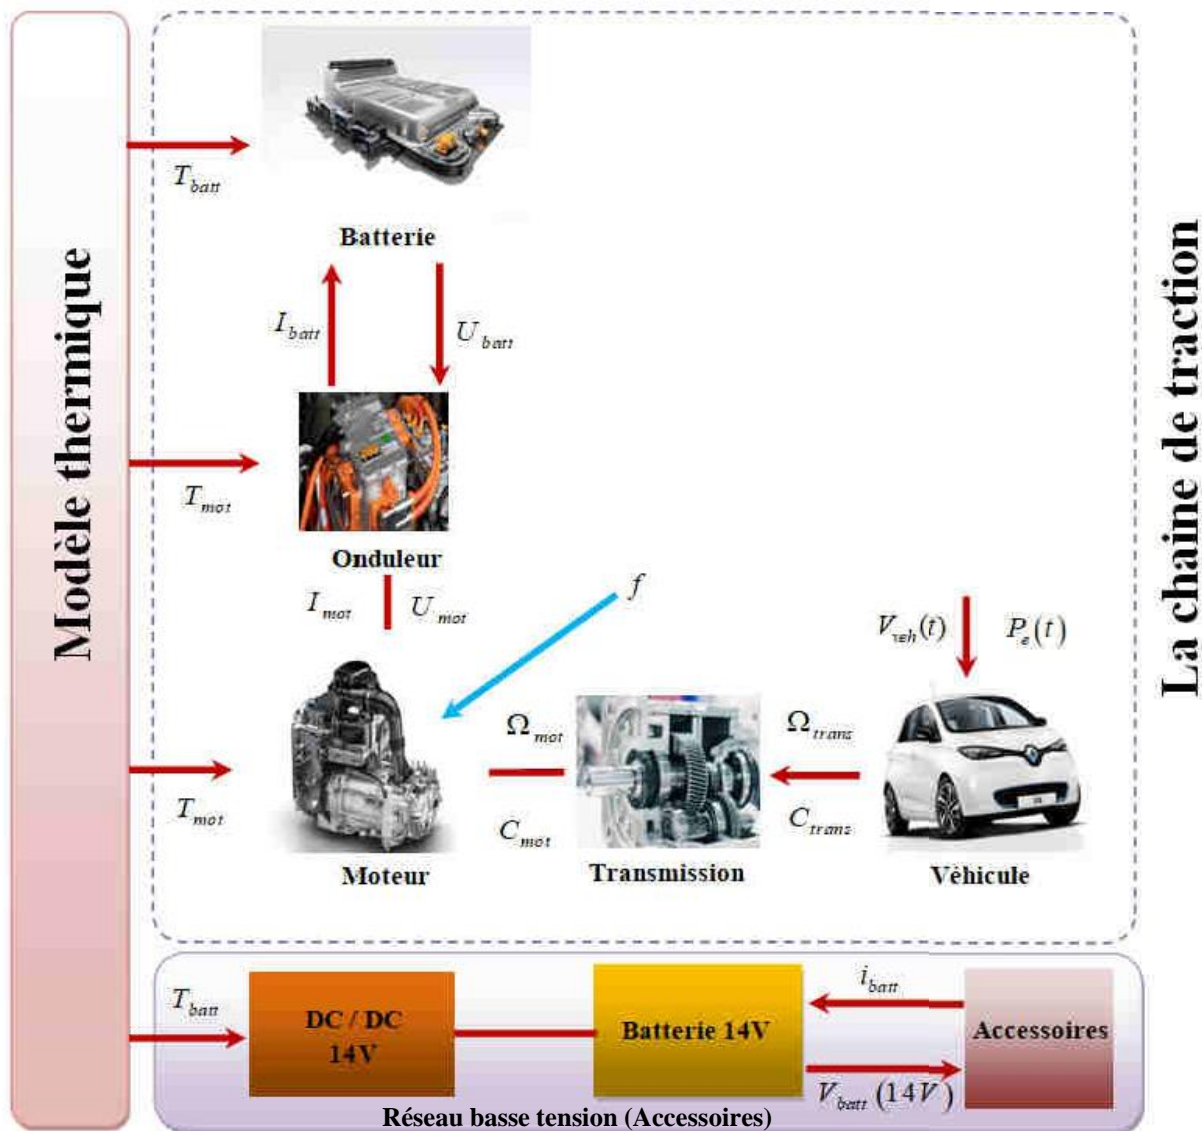 Modèle thermique
La chaine de traction
T_batt
Batterie
I_batt
U_batt
T_mot
Onduleur
I_mot
U_mot
f
V_veh(t)
P_e(t)
T_mot
Ω_mot
C_mot
Ω_trans
C_trans
Moteur
Transmission
Véhicule
T_batt
DC / DC
14V
Batterie 14V
i_batt
V_batt (14V)
Accessoires
Réseau basse tension (Accessoires)